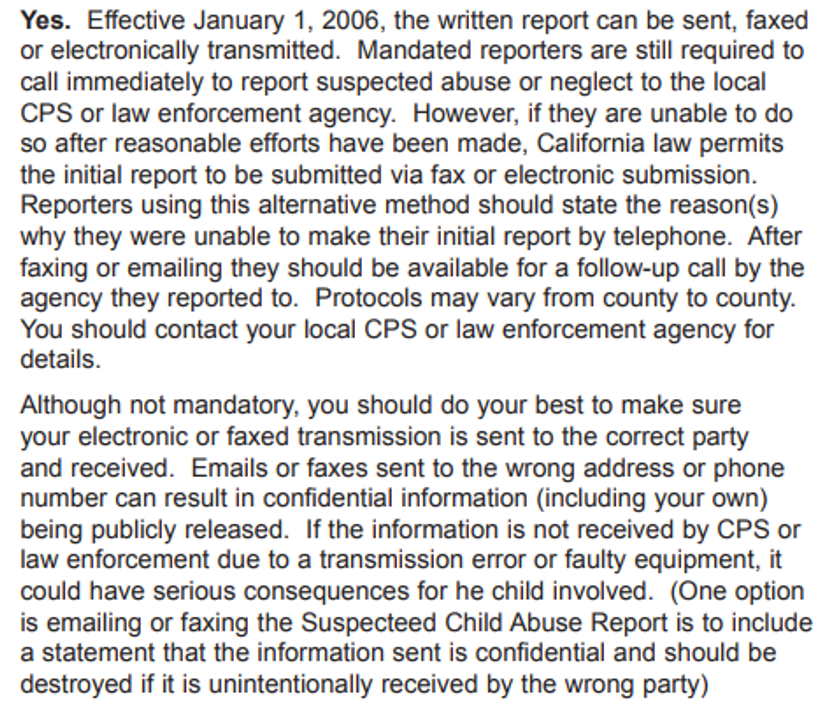 Yes.  Effective January 1, 2006, the written report can be sent, faxed
or electronically transmitted.  Mandated reporters are still required to
call immediately to report suspected abuse or neglect to the local
CPS or law enforcement agency.  However, if they are unable to do
so after reasonable efforts have been made, California law permits
the initial report to be submitted via fax or electronic submission.
Reporters using this alternative method should state the reason(s)
why they were unable to make their initial report by telephone.  After
faxing or emailing they should be available for a follow-up call by the
agency they reported to.  Protocols may vary from county to county.
You should contact your local CPS or law enforcement agency for
details.
Although not mandatory, you should do your best to make sure
your electronic or faxed transmission is sent to the correct party
and received.  Emails or faxes sent to the wrong address or phone
number can result in confidential information (including your own)
being publicly released.  If the information is not received by CPS or
law enforcement due to a transmission error or faulty equipment, it
could have serious consequences for he child involved.  (One option
is emailing or faxing the Suspecteed Child Abuse Report is to include
a statement that the information sent is confidential and should be
destroyed if it is unintentionally received by the wrong party)